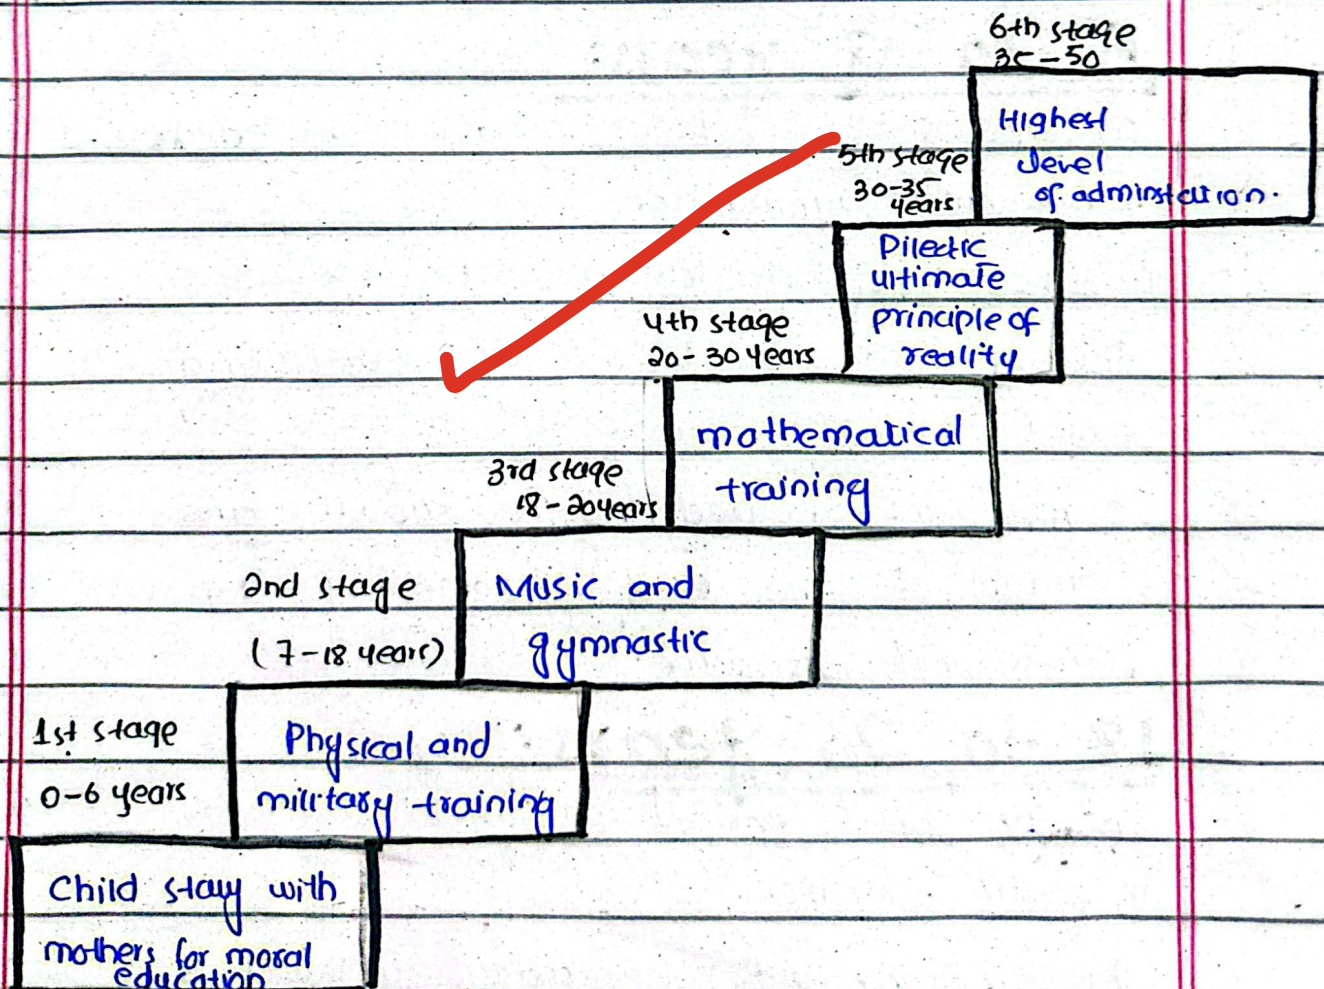 6th stage
35-50
Highest
level
of adminstation.
5th stage
30-35
years
Dilectic
ultimate
principle of
reality
4th stage
20-30 years
mathematical
training
3rd stage
18-20 years
Music and
gymnastic
2nd stage
(7-18 years)
Physical and
military training
1st stage
0-6 years
Child stay with
mothers for moral
education